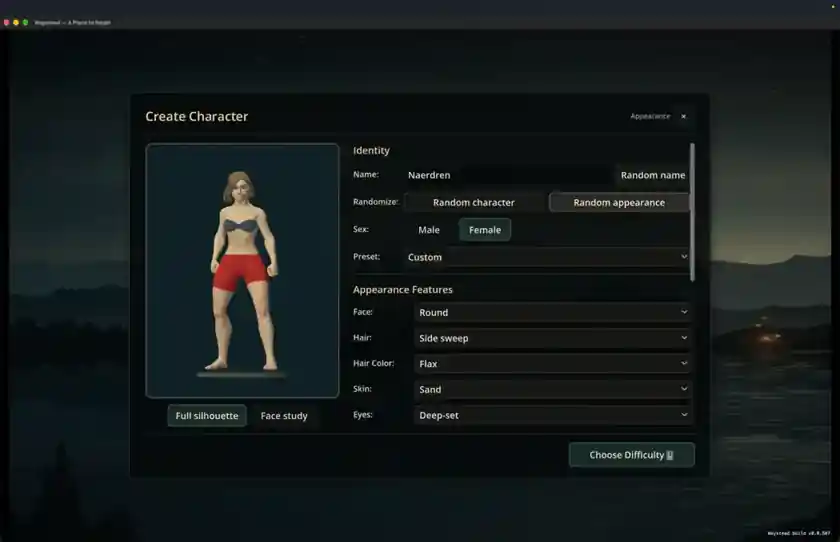 Create Character
Appearance ×
Identity
Name: Naerdren Random name
Randomize: Random character Random appearance
Sex: Male Female
Preset: Custom
Appearance Features
Face: Round
Hair: Side sweep
Hair Color: Flax
Skin: Sand
Eyes: Deep-set
Full silhouette Face study
Choose Difficulty